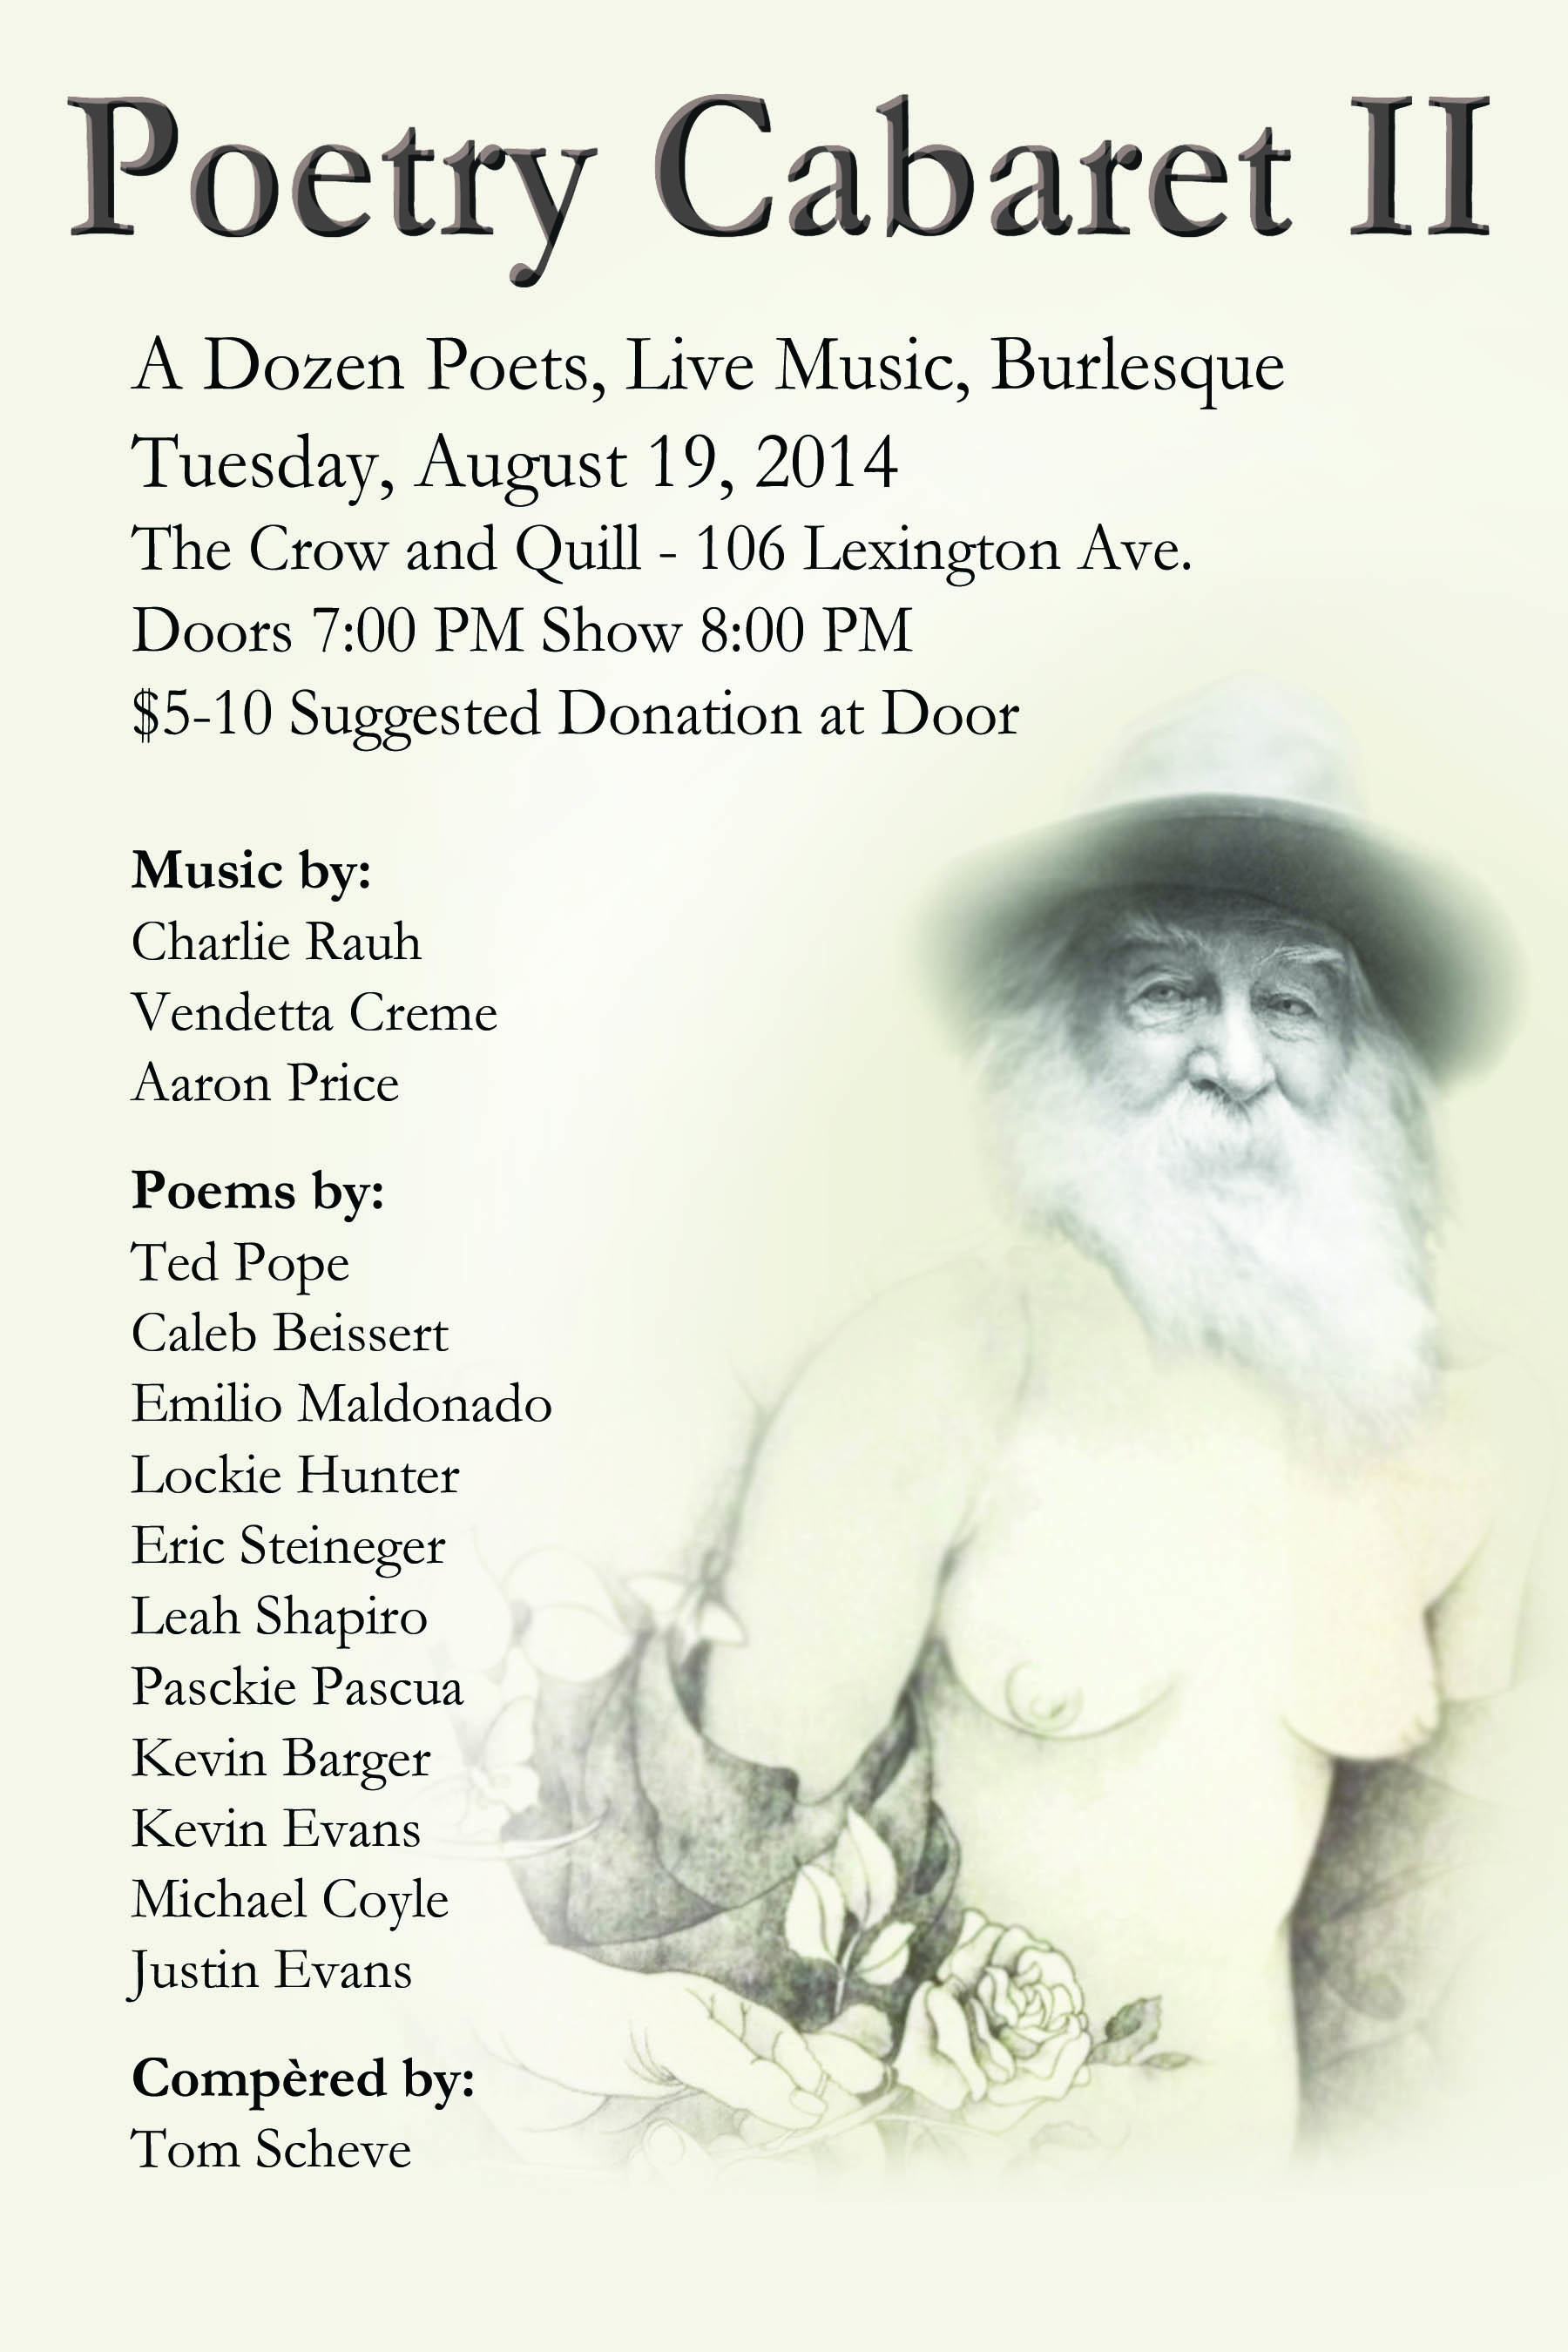 Poetry Cabaret II
A Dozen Poets, Live Music, Burlesque
Tuesday, August 19, 2014
The Crow and Quill - 106 Lexington Ave.
Doors 7:00 PM Show 8:00 PM
$5-10 Suggested Donation at Door
Music by:
Charlie Rauh
Vendetta Creme
Aaron Price
Poems by:
Ted Pope
Caleb Beissert
Emilio Maldonado
Lockie Hunter
Eric Steineger
Leah Shapiro
Pasckie Pascua
Kevin Barger
Kevin Evans
Michael Coyle
Justin Evans
Compèred by:
Tom Scheve